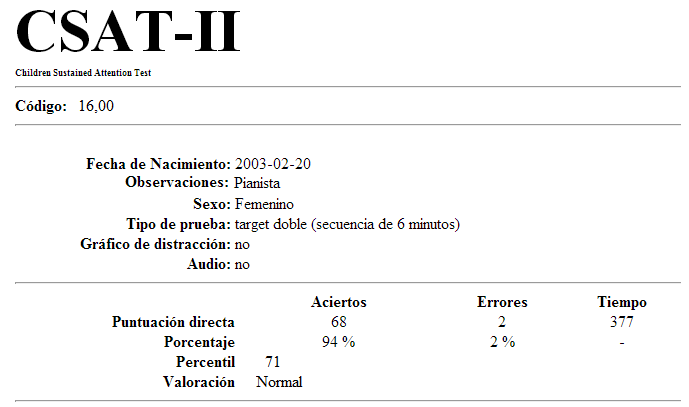 CSAT-II
Children Sustained Attention Test
Código: 16,00
Fecha de Nacimiento: 2003-02-20
Observaciones: Pianista
Sexo: Femenino
Tipo de prueba: target doble (secuencia de 6 minutos)
Gráfico de distracción: no
Audio: no
Aciertos Errores Tiempo
Puntuación directa 68 2 377
Porcentaje 94 % 2 % -
Percentil 71
Valoración Normal